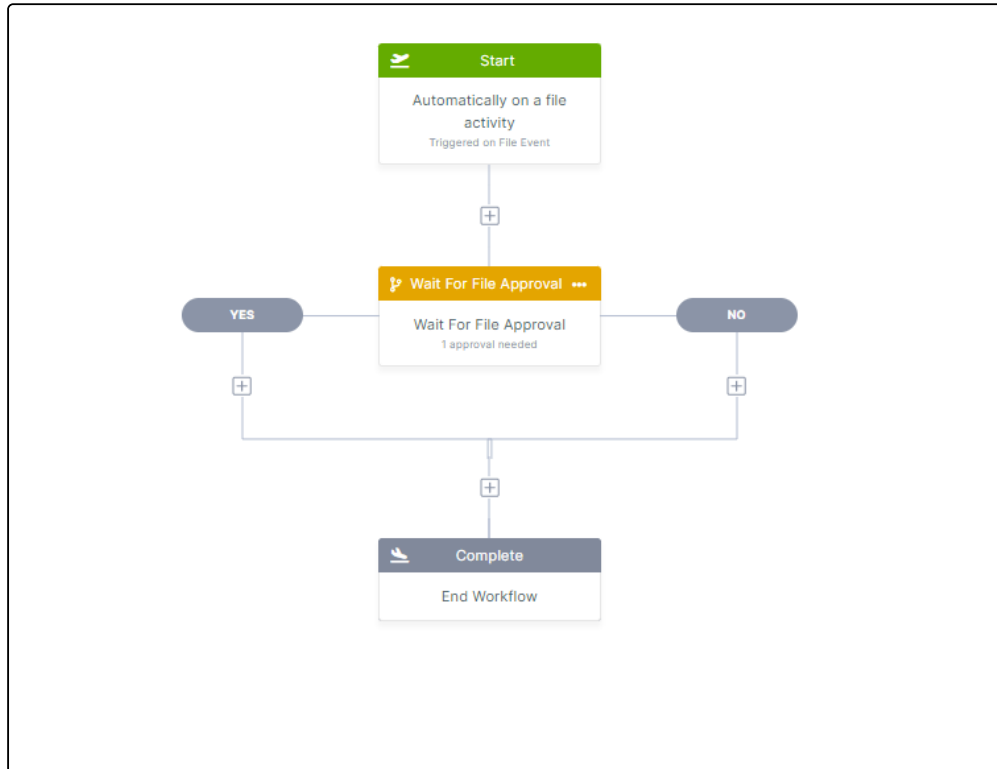 Start
Automatically on a file
activity
Triggered on File Event
Wait For File Approval
YES
Wait For File Approval
1 approval needed
NO
Complete
End Workflow